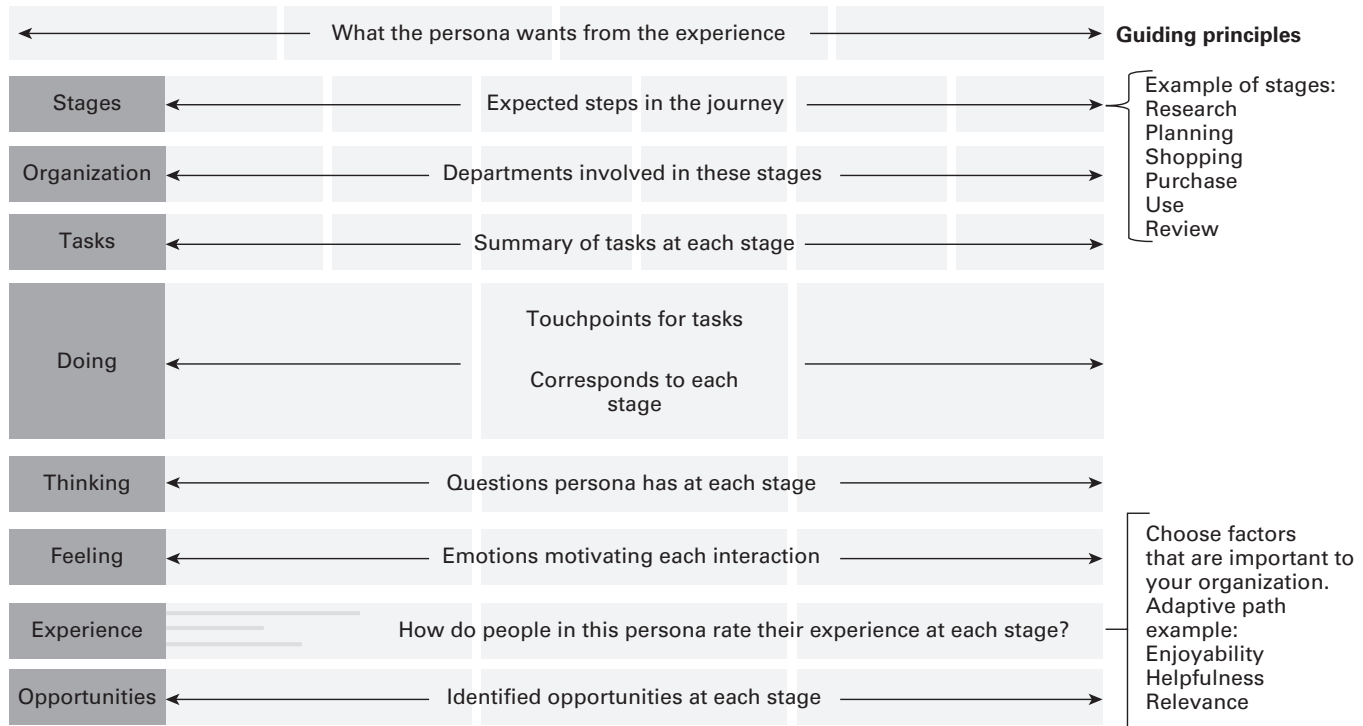 What the persona wants from the experience
Guiding principles
Stages
Expected steps in the journey
Example of stages:
Research
Planning
Shopping
Purchase
Use
Review
Organization
Departments involved in these stages
Tasks
Summary of tasks at each stage
Doing
Touchpoints for tasks
Corresponds to each
stage
Thinking
Questions persona has at each stage
Feeling
Emotions motivating each interaction
Experience
How do people in this persona rate their experience at each stage?
Choose factors
that are important to
your organization.
Adaptive path
example:
Enjoyability
Helpfulness
Relevance
Opportunities
Identified opportunities at each stage